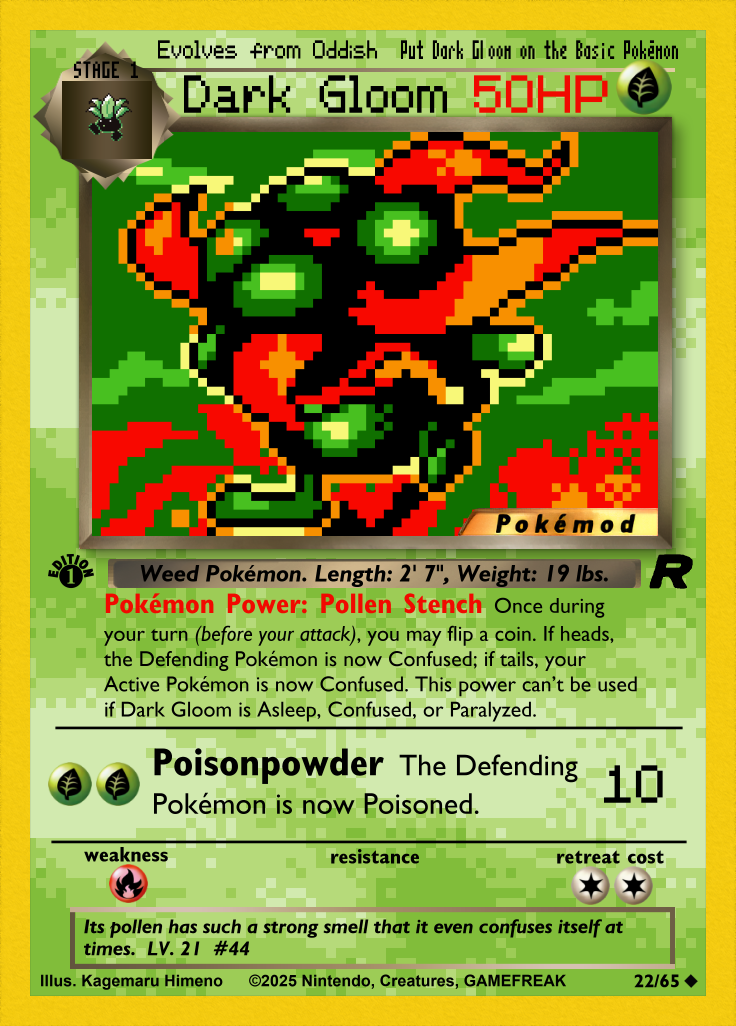 Evolves from Oddish Put Dark Gloom on the Basic Pokémon
STAGE 1
Dark Gloom 50HP
Pokémod
EDITION 1
Weed Pokémon. Length: 2' 7", Weight: 19 lbs.
R
Pokémon Power: Pollen Stench Once during
your turn (before your attack), you may flip a coin. If heads,
the Defending Pokémon is now Confused; if tails, your
Active Pokémon is now Confused. This power can't be used
if Dark Gloom is Asleep, Confused, or Paralyzed.
Poisonpowder The Defending
Pokémon is now Poisoned.
10
weakness resistance retreat cost
Its pollen has such a strong smell that it even confuses itself at
times. LV. 21 #44
Illus. Kagemaru Himeno ©2025 Nintendo, Creatures, GAMEFREAK 22/65